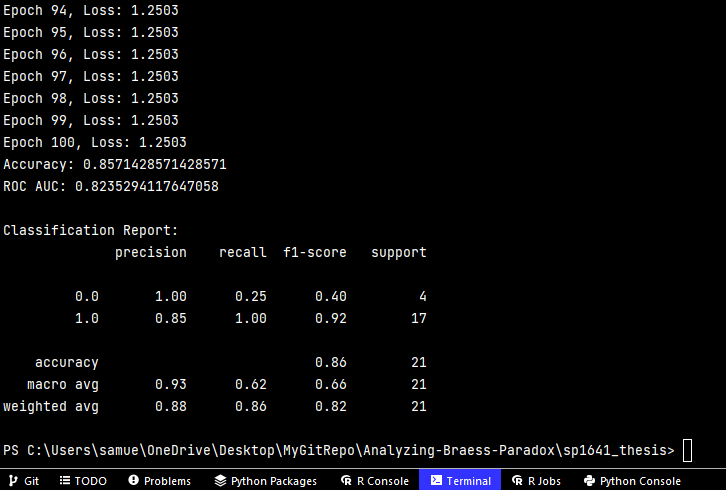 Epoch 94, Loss: 1.2503
Epoch 95, Loss: 1.2503
Epoch 96, Loss: 1.2503
Epoch 97, Loss: 1.2503
Epoch 98, Loss: 1.2503
Epoch 99, Loss: 1.2503
Epoch 100, Loss: 1.2503
Accuracy: 0.8571428571428571
ROC AUC: 0.8235294117647058
Classification Report:
precision recall f1-score support
0.0 1.00 0.25 0.40 4
1.0 0.85 1.00 0.92 17
accuracy 0.86 21
macro avg 0.93 0.62 0.66 21
weighted avg 0.88 0.86 0.82 21
PS C:\Users\samue\OneDrive\Desktop\MyGitRepo\Analyzing-Braess-Paradox\sp1641_thesis>
Git TODO Problems Python Packages R Console Terminal R Jobs Python Console